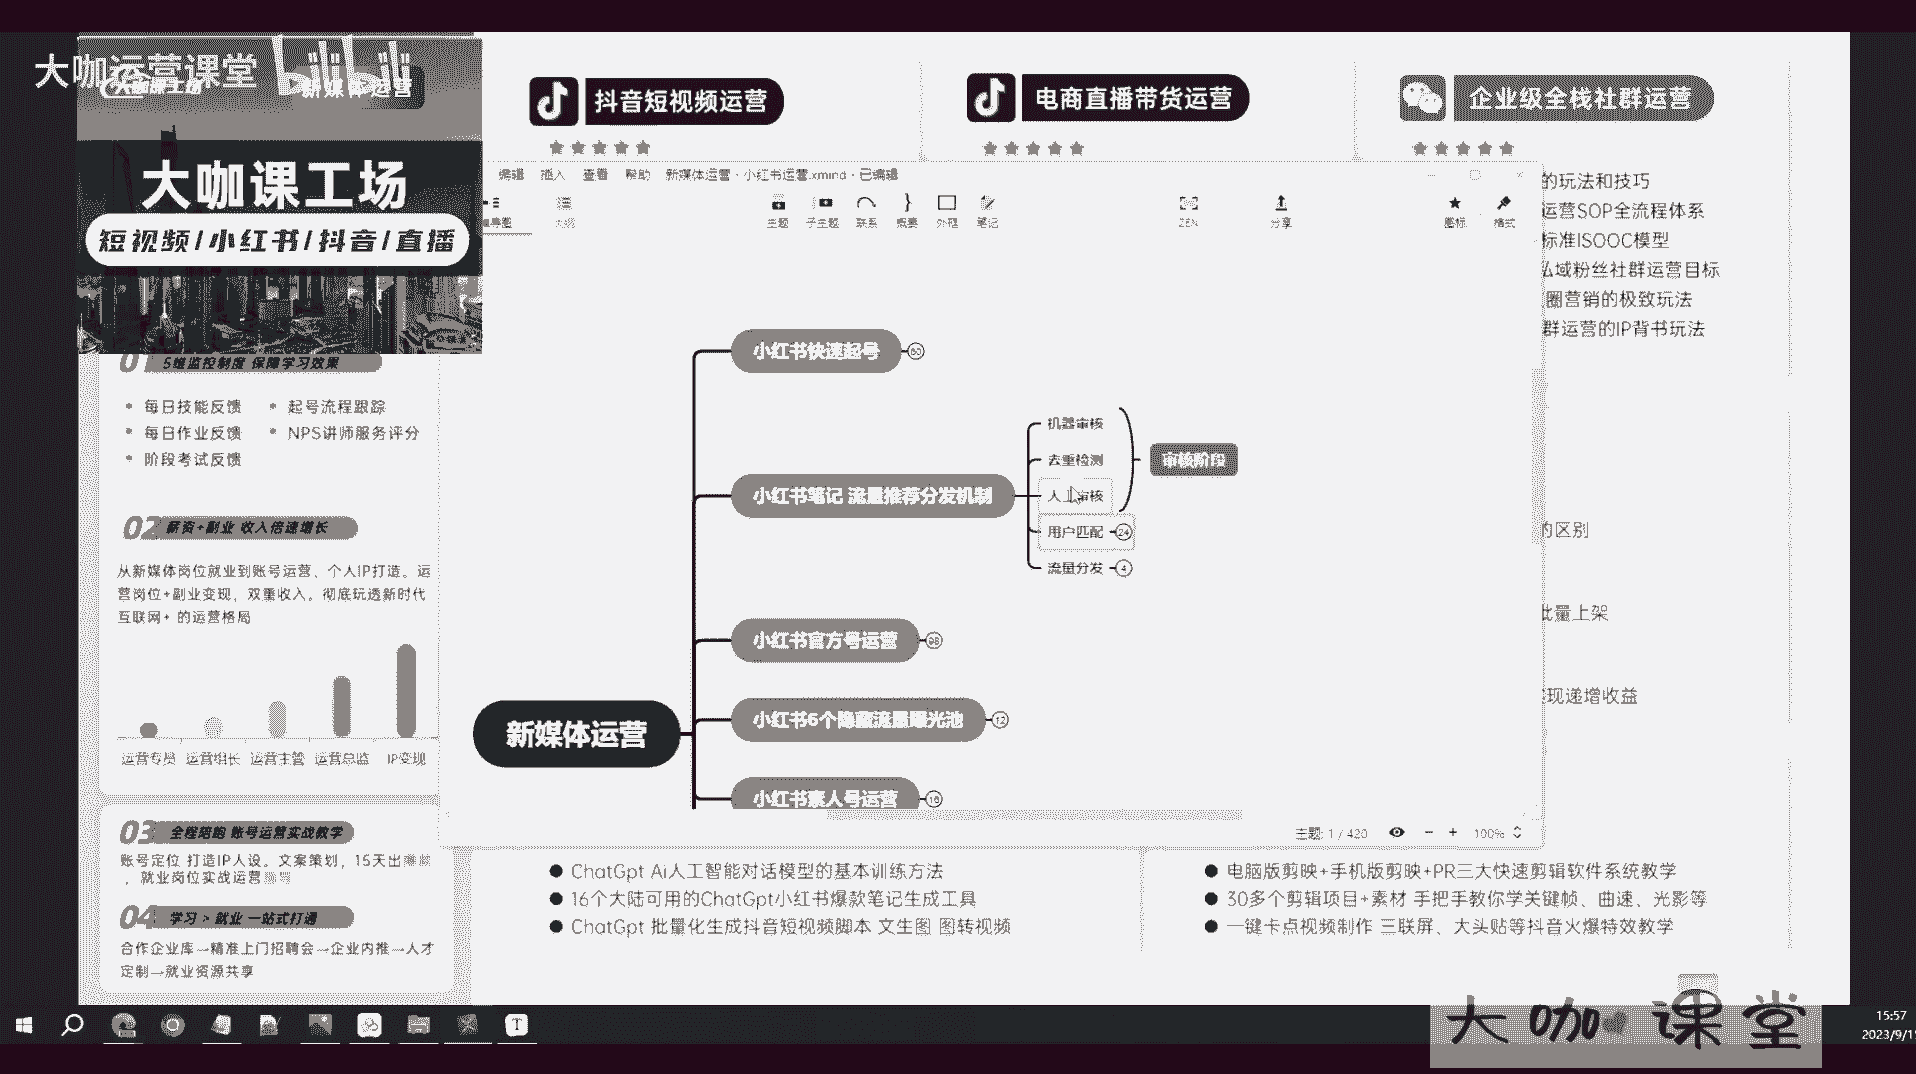 大咖运营课堂
新媒体运营
大咖课工场
短视频/小红书/抖音/直播
抖音短视频运营
电商直播带货运营
企业级全栈社群运营
编辑 插入 查看 帮助 新媒体运营 · 小红书运营.xmind · 已编辑
大纲 主题 子主题 联系 概要 外框 笔记 ZEN 分享 图标 格式
的玩法和技巧
运营SOP全流程体系
标准ISOOC模型
私域粉丝社群运营目标
圈营销的极致玩法
群运营的IP背书玩法
的区别
批量上架
现递增收益
小红书快速起号 60
小红书笔记 流量推荐分发机制
机器审核
去重检测
人工审核
用户匹配 24
流量分发 4
审核阶段
小红书官方号运营 98
小红书6个隐藏流量曝光池 12
新媒体运营
小红书素人号运营 16
主题: 1 / 420 100%
5维监控制度 保障学习效果
每日技能反馈 起号流程跟踪
每日作业反馈 NPS讲师服务评分
阶段考试反馈
02 薪资+副业 收入倍速增长
从新媒体岗位就业到账号运营、个人IP打造。运
营岗位+副业变现，双重收入。彻底玩透新时代
互联网+ 的运营格局
运营专员 运营组长 运营主管 运营总监 IP变现
03 全程陪跑 账号运营实战教学
账号定位 打造IP人设。文案策划，15天出
，就业岗位实战运营
04 学习 > 就业 一站式打通
合作企业库→精准上门招聘会→企业内推→人才
定制→就业资源共享
ChatGpt Ai人工智能对话模型的基本训练方法
16个大陆可用的ChatGpt小红书爆款笔记生成工具
ChatGpt 批量化生成抖音短视频脚本 文生图 图转视频
电脑版剪映+手机版剪映+PR三大快速剪辑软件系统教学
30多个剪辑项目+素材 手把手教你学关键帧、曲速、光影等
一键卡点视频制作 三联屏、大头贴等抖音火爆特效教学
大咖课堂
15:57
2023/9/1